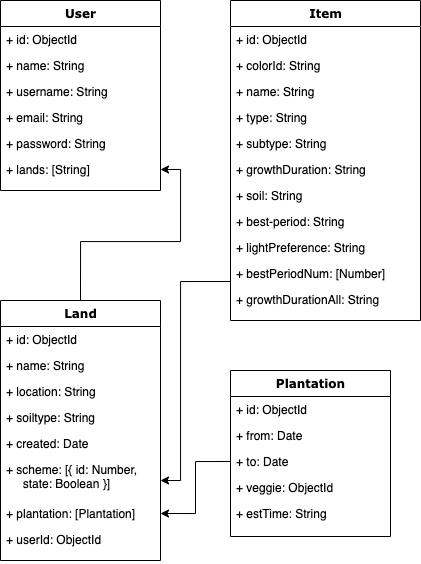 User
+ id: ObjectId
+ name: String
+ username: String
+ email: String
+ password: String
+ lands: [String]
Item
+ id: ObjectId
+ colorId: String
+ name: String
+ type: String
+ subtype: String
+ growthDuration: String
+ soil: String
+ best-period: String
+ lightPreference: String
+ bestPeriodNum: [Number]
+ growthDurationAll: String
Land
+ id: ObjectId
+ name: String
+ location: String
+ soiltype: String
+ created: Date
+ scheme: [{ id: Number,
state: Boolean }]
+ plantation: [Plantation]
+ userId: ObjectId
Plantation
+ id: ObjectId
+ from: Date
+ to: Date
+ veggie: ObjectId
+ estTime: String